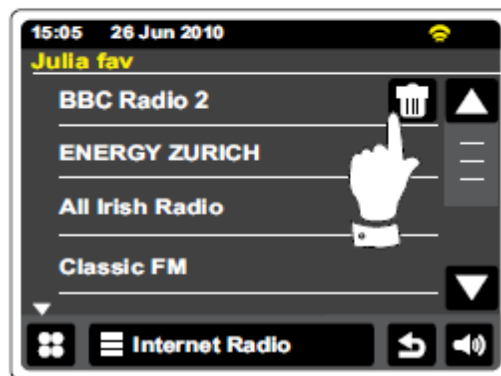 15:05 26 Jun 2010
Julia fav
BBC Radio 2
ENERGY ZURICH
All Irish Radio
Classic FM
Internet Radio